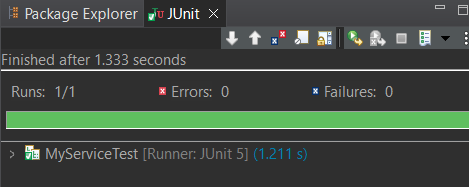 Package Explorer JUnit
Finished after 1.333 seconds
Runs: 1/1 Errors: 0 Failures: 0
MyServiceTest [Runner: JUnit 5] (1.211 s)